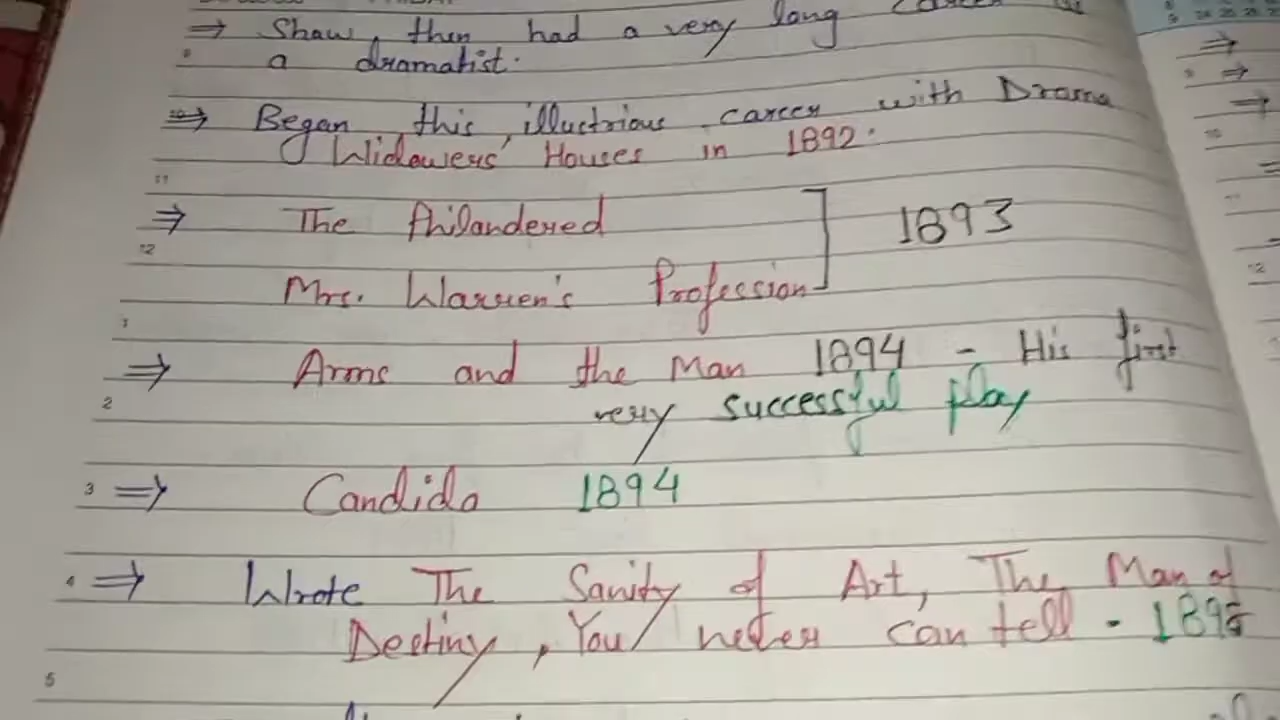 ⇒ Shaw, then had a very long career as
a dramatist.
⇒ Began this illustrious career with Drama
Widowers' Houses in 1892.
⇒ The Philandered ] 1893
Mrs. Warren's Profession
⇒ Arms and the Man 1894 - His first
very successful play
⇒ Candida 1894
⇒ Wrote The Sanity of Art, The Man of
Destiny, You never can tell - 1895